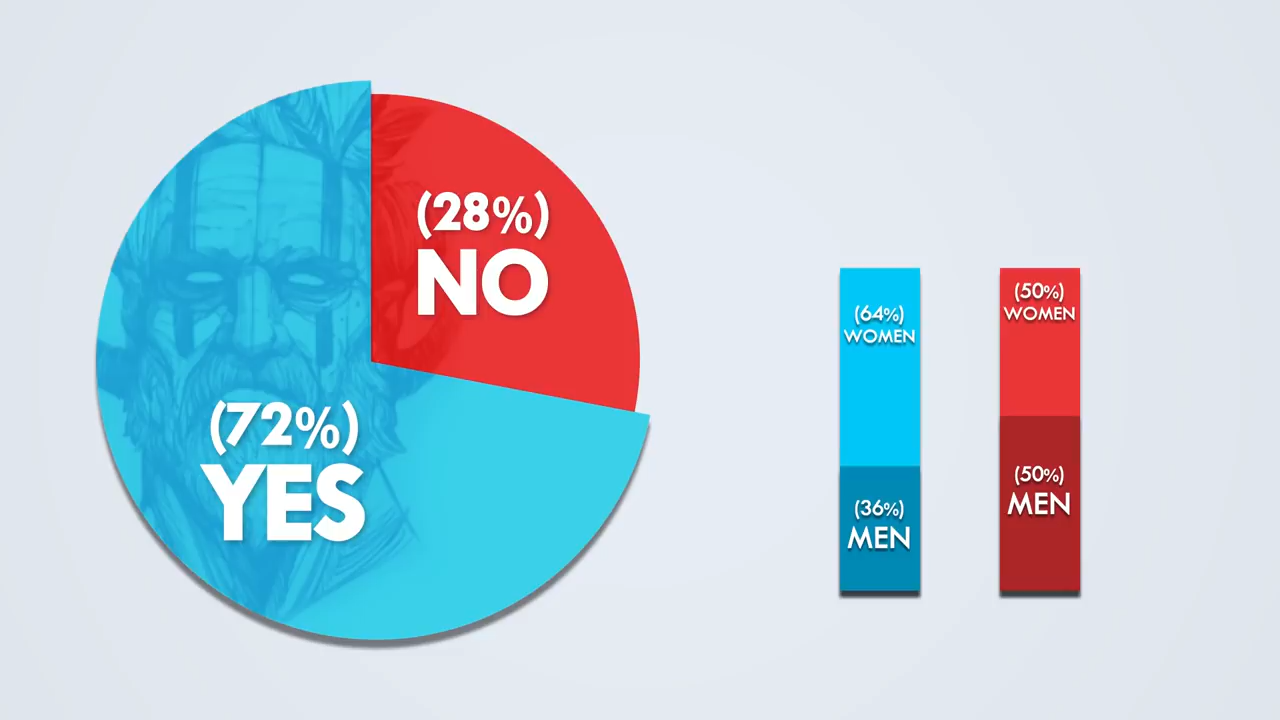 (28%)
NO
(72%)
YES
(64%)
WOMEN
(36%)
MEN
(50%)
WOMEN
(50%)
MEN